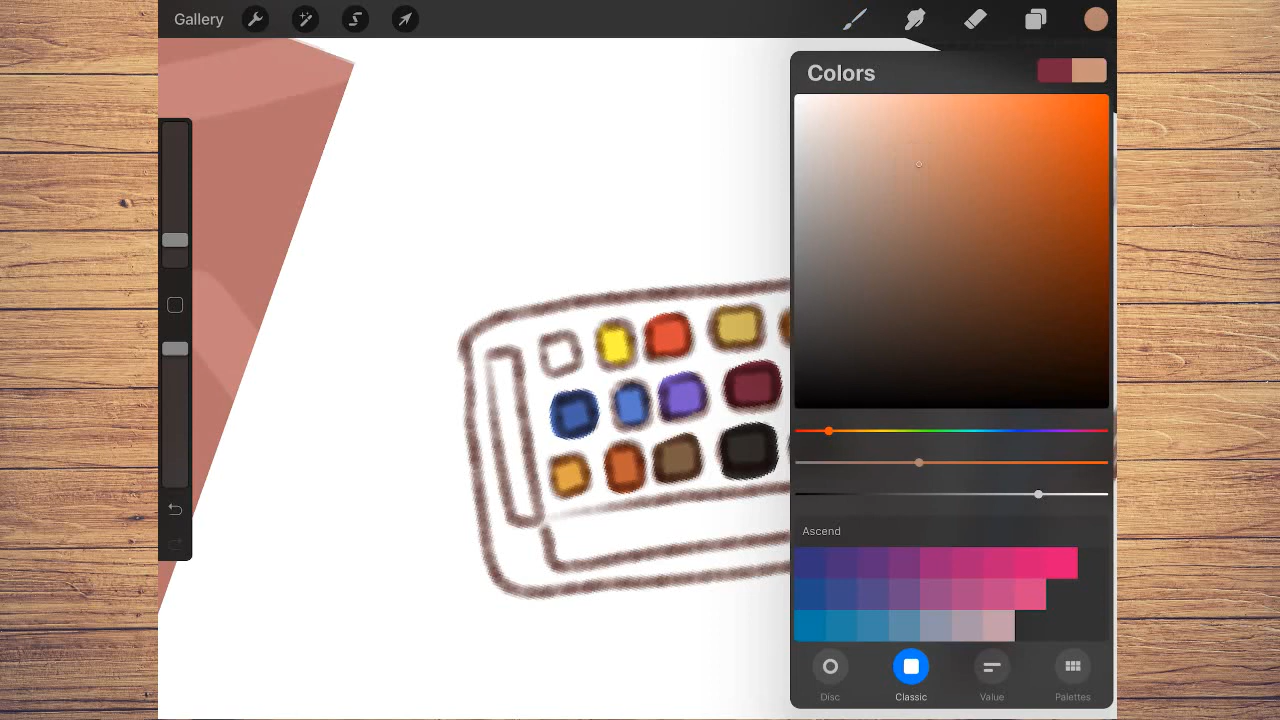 Gallery
Colors
Ascend
Disc
Classic
Value
Palettes